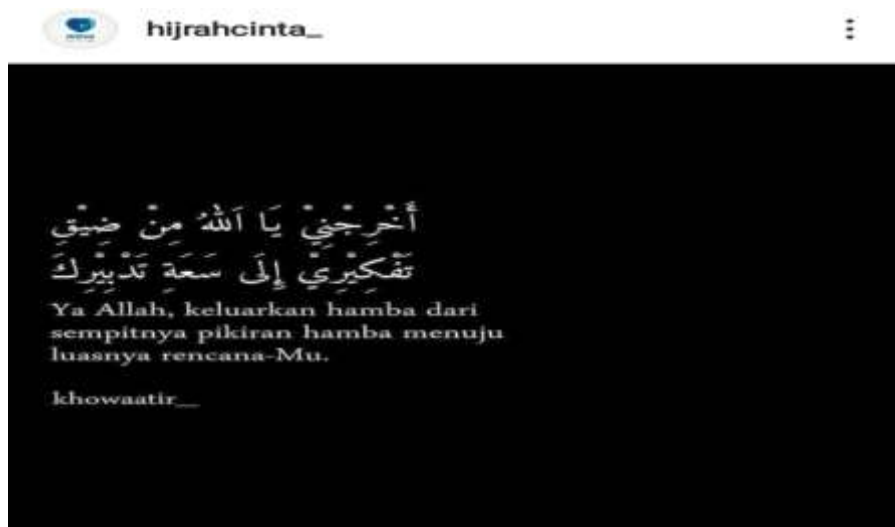 hijrahcinta_
أَخْرِجْنِيْ يَا اَللّٰهُ مِنْ ضِيْقِ
تَفْكِيْرِيْ إِلَى سَعَةِ تَدْبِيْرِكَ
Ya Allah, keluarkan hamba dari
sempitnya pikiran hamba menuju
luasnya rencana-Mu.
khowaatir__